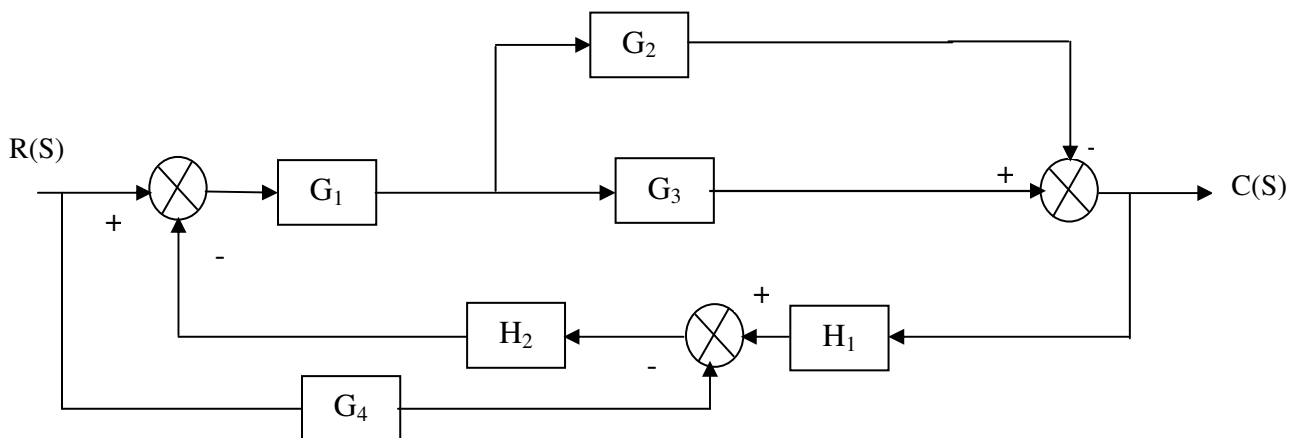 G₂
R(S)
-
G₁
G₃
+
C(S)
+
-
+
H₂
H₁
-
G₄